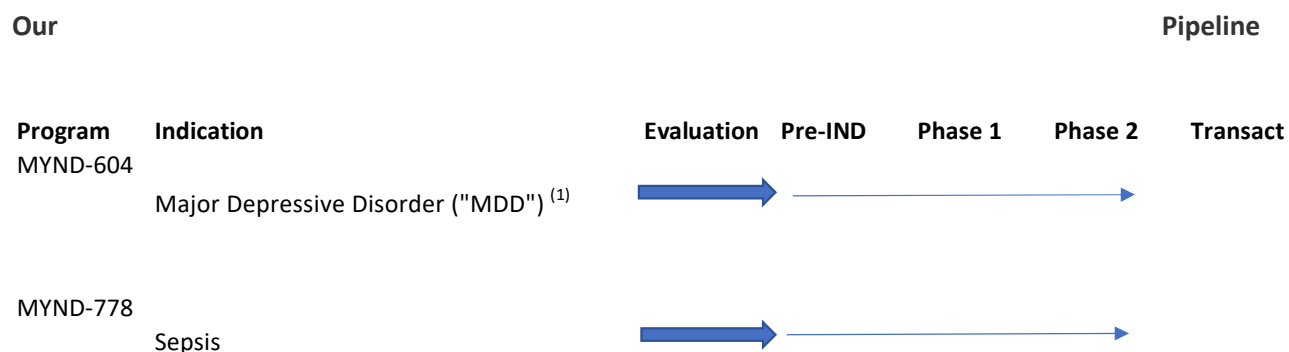 Our Pipeline
Program Indication Evaluation Pre-IND Phase 1 Phase 2 Transact
MYND-604
Major Depressive Disorder ("MDD") (1)
MYND-778
Sepsis